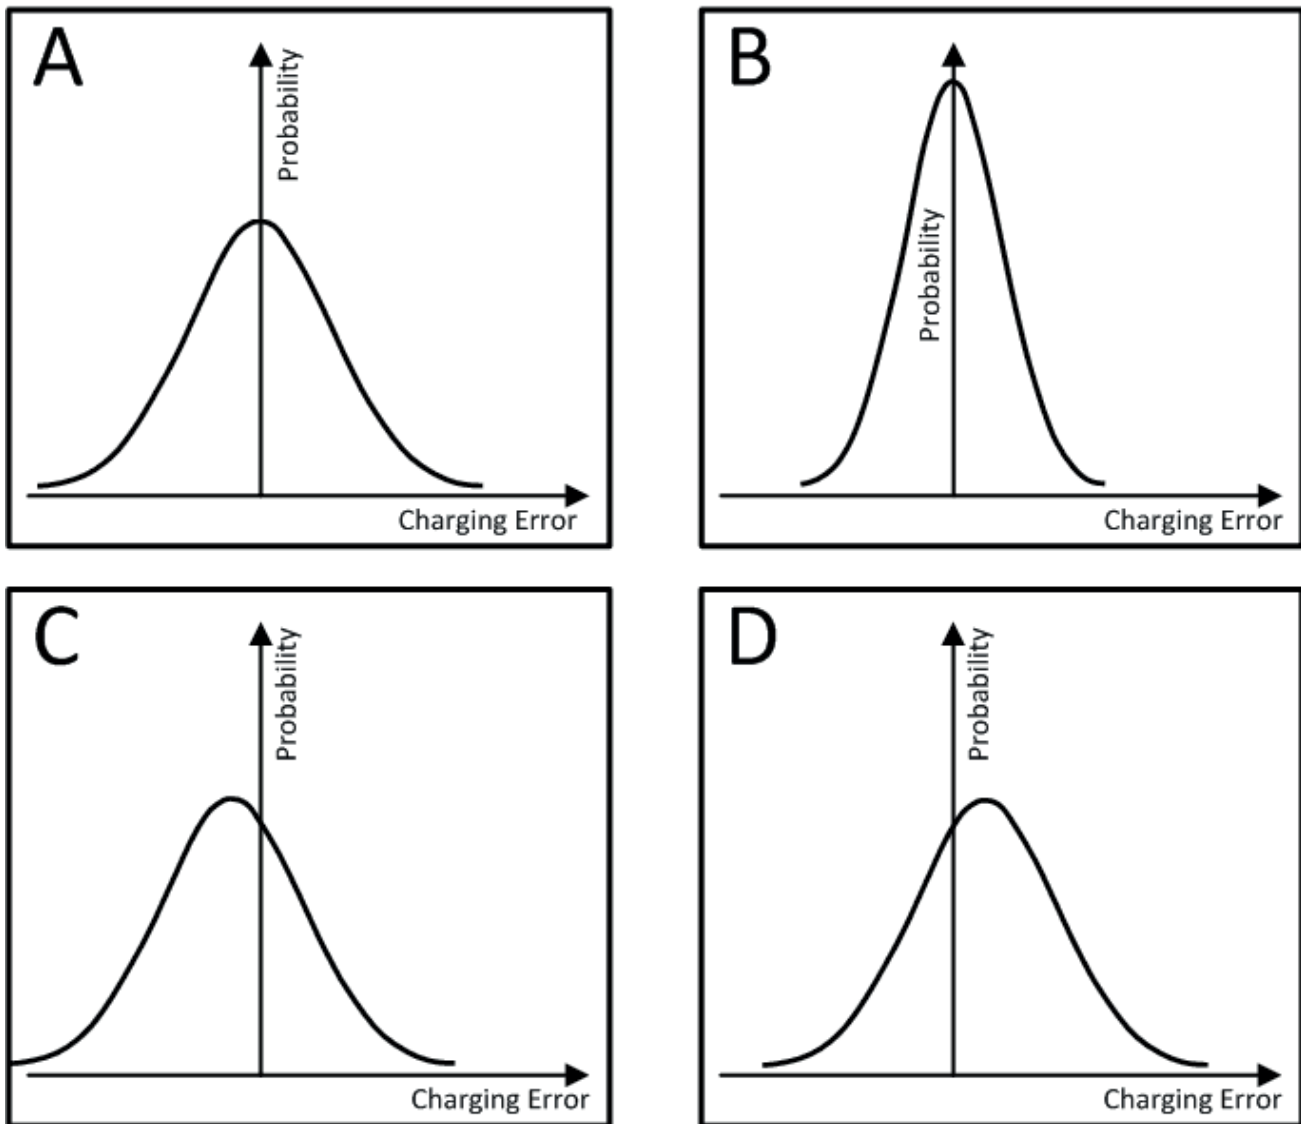 A
Probability
Charging Error
B
Probability
Charging Error
C
Probability
Charging Error
D
Probability
Charging Error